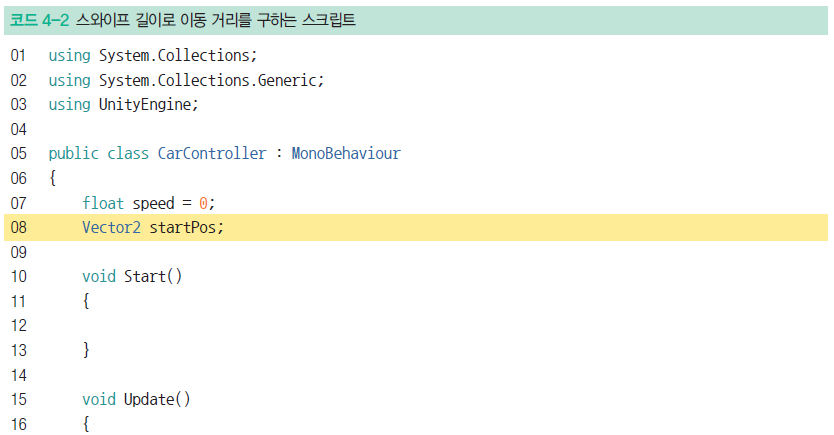 코드 4-2 스와이프 길이로 이동 거리를 구하는 스크립트
01 using System.Collections;
02 using System.Collections.Generic;
03 using UnityEngine;
04
05 public class CarController : MonoBehaviour
06 {
07 float speed = 0;
08 Vector2 startPos;
09
10 void Start()
11 {
12
13 }
14
15 void Update()
16 {